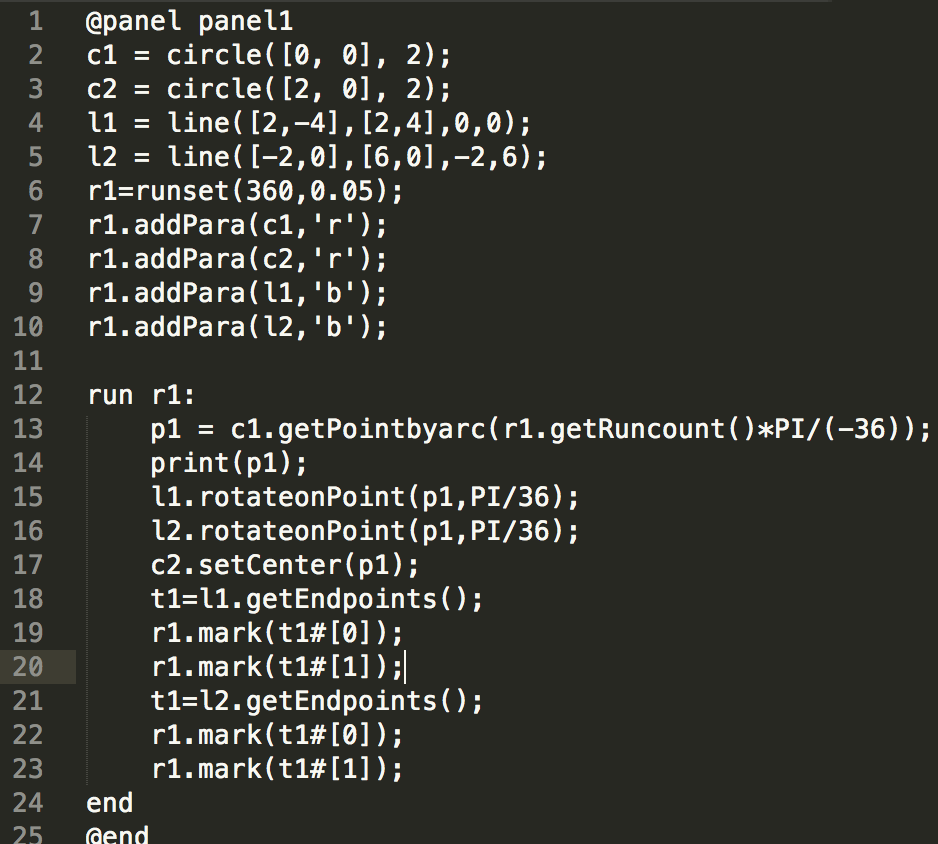 1 @panel panel1
2 c1 = circle([0, 0], 2);
3 c2 = circle([2, 0], 2);
4 l1 = line([2,-4],[2,4],0,0);
5 l2 = line([-2,0],[6,0],-2,6);
6 r1=runset(360,0.05);
7 r1.addPara(c1,'r');
8 r1.addPara(c2,'r');
9 r1.addPara(l1,'b');
10 r1.addPara(l2,'b');
11
12 run r1:
13     p1 = c1.getPointbyarc(r1.getRuncount()*PI/(-36));
14     print(p1);
15     l1.rotateonPoint(p1,PI/36);
16     l2.rotateonPoint(p1,PI/36);
17     c2.setCenter(p1);
18     t1=l1.getEndpoints();
19     r1.mark(t1#[0]);
20     r1.mark(t1#[1]);
21     t1=l2.getEndpoints();
22     r1.mark(t1#[0]);
23     r1.mark(t1#[1]);
24 end
25 @end